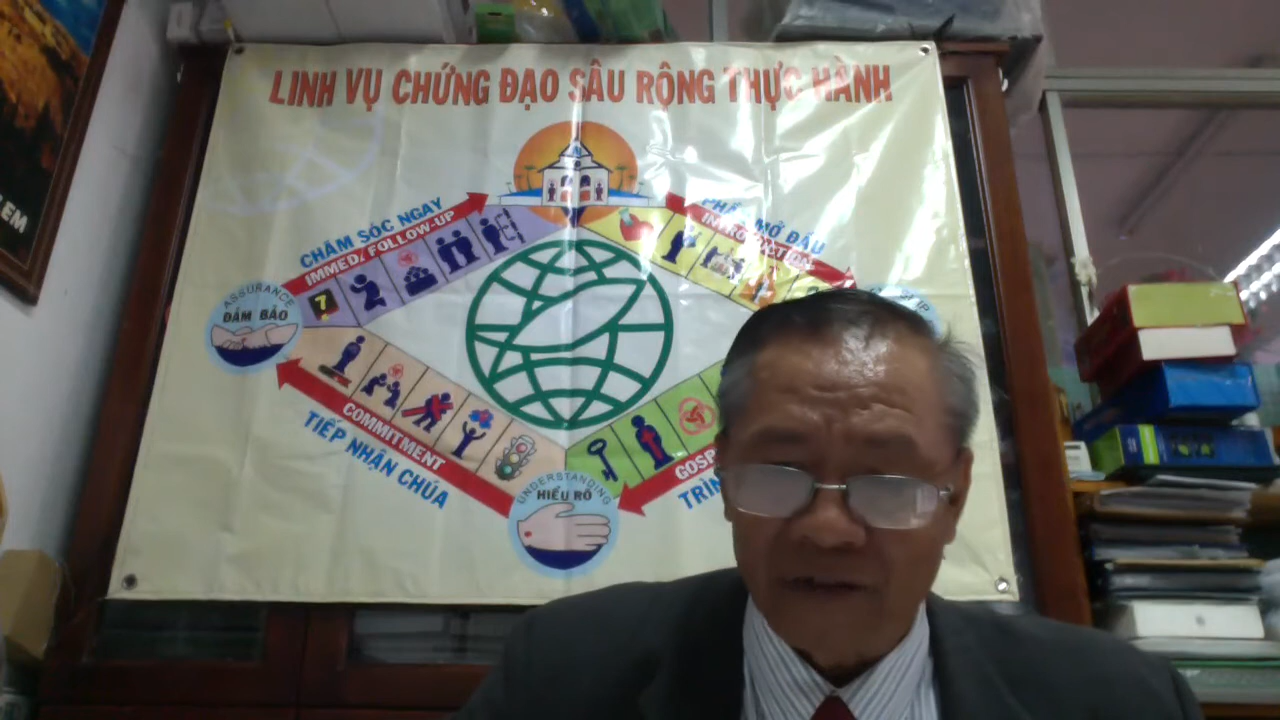 LINH VỤ CHỨNG ĐẠO SÂU RỘNG THỰC HÀNH
EM
CHĂM SÓC NGAY
IMMED/ FOLLOW-UP
PHẦN MỞ ĐẦU
ASSURANCE
ĐẢM BẢO
7
COMMITMENT
TIẾP NHẬN CHÚA
UNDERSTANDING
HIỂU RÕ
GOSP
TRÌN